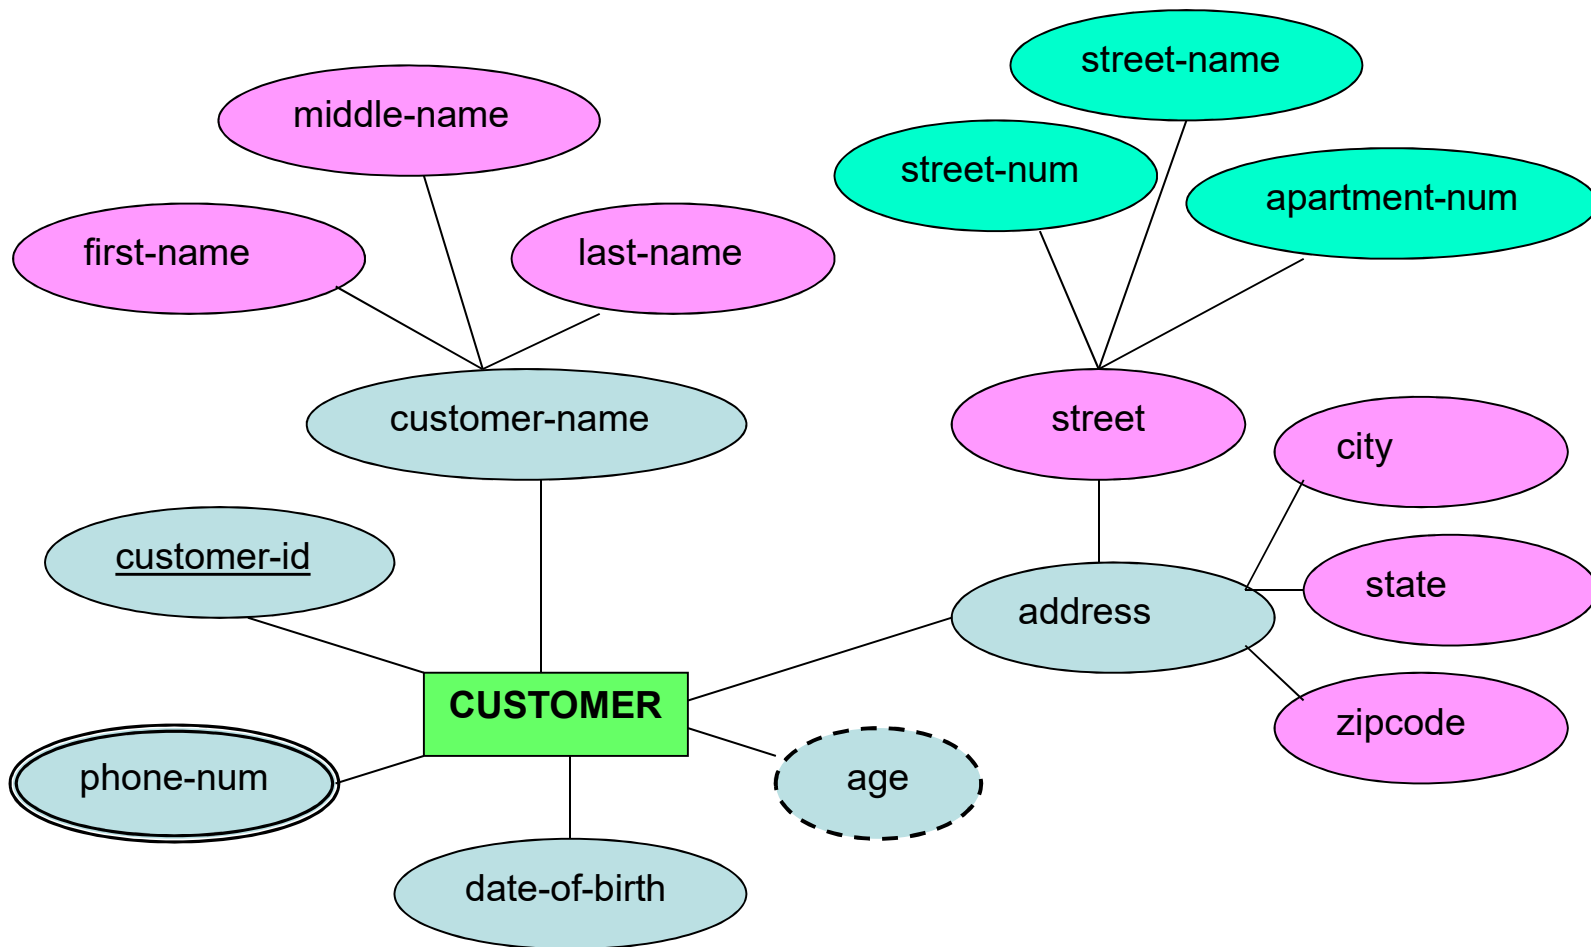 street-name
middle-name
street-num
apartment-num
first-name
last-name
customer-name
street
city
customer-id
state
address
CUSTOMER
zipcode
phone-num
age
date-of-birth